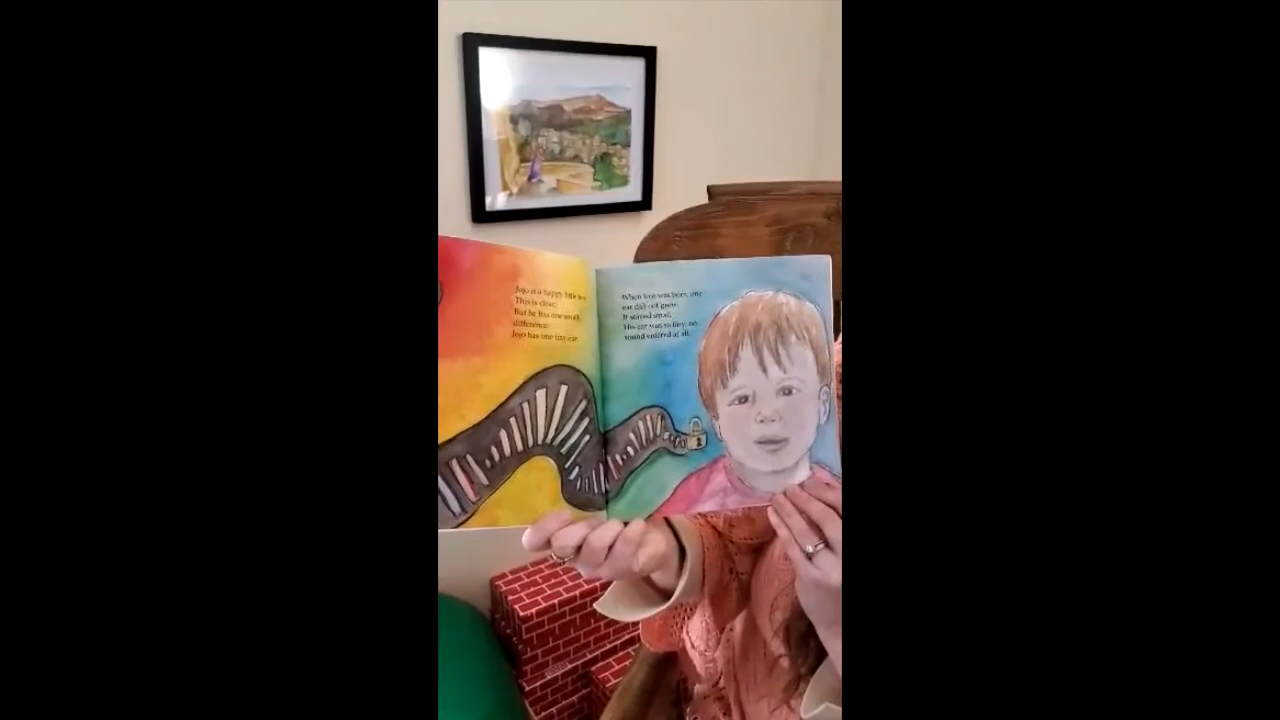 Jojo is a happy little boy.
This is clear.
But he has one small
difference:
Jojo has one tiny ear.
When Jojo was born, one
ear did not grow.
It stayed small.
His ear was so tiny, no
sound entered at all.